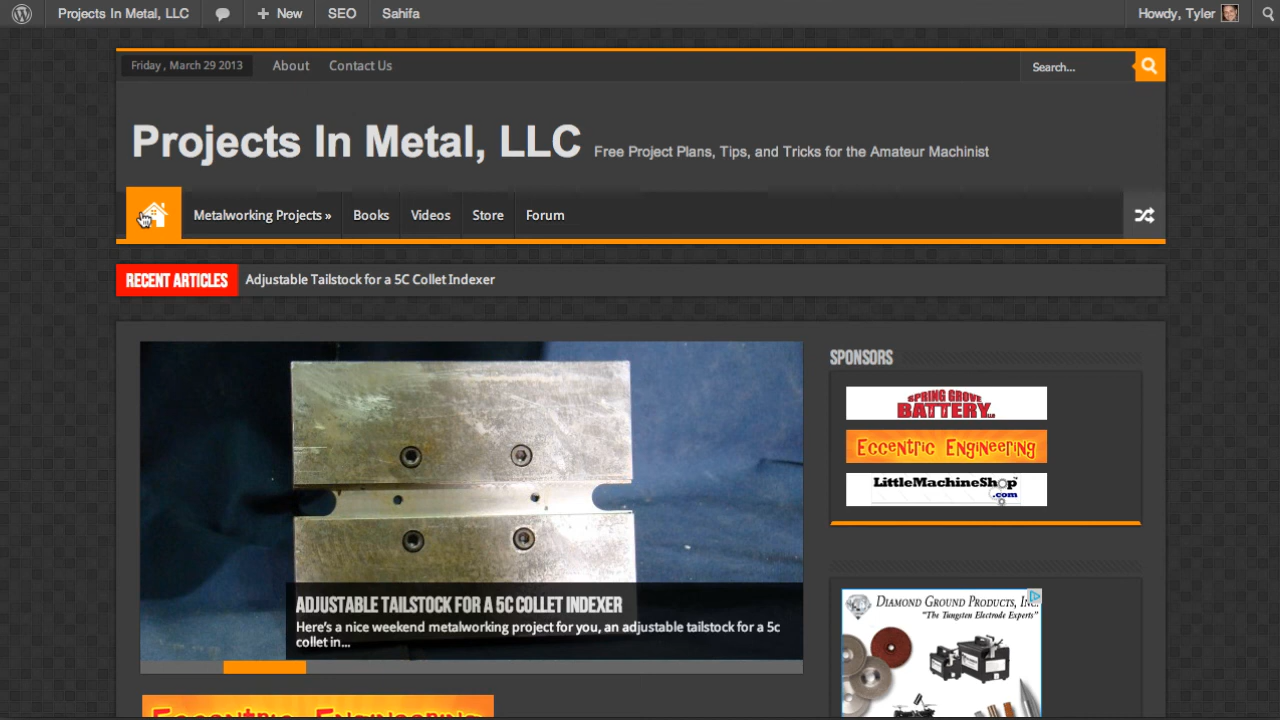 Projects In Metal, LLC
New
SEO
Sahifa
Howdy, Tyler
Friday , March 29 2013
About
Contact Us
Search...
Projects In Metal, LLC
Free Project Plans, Tips, and Tricks for the Amateur Machinist
Metalworking Projects »
Books
Videos
Store
Forum
RECENT ARTICLES
Adjustable Tailstock for a 5C Collet Indexer
SPONSORS
SPRING GROVE
BATTERY LLC
Eccentric Engineering
LittleMachineShop
.com
ADJUSTABLE TAILSTOCK FOR A 5C COLLET INDEXER
Here's a nice weekend metalworking project for you, an adjustable tailstock for a 5c
collet in...
DIAMOND GROUND PRODUCTS, INC.
"The Tungsten Electrode Experts"
Eccentric Engineering